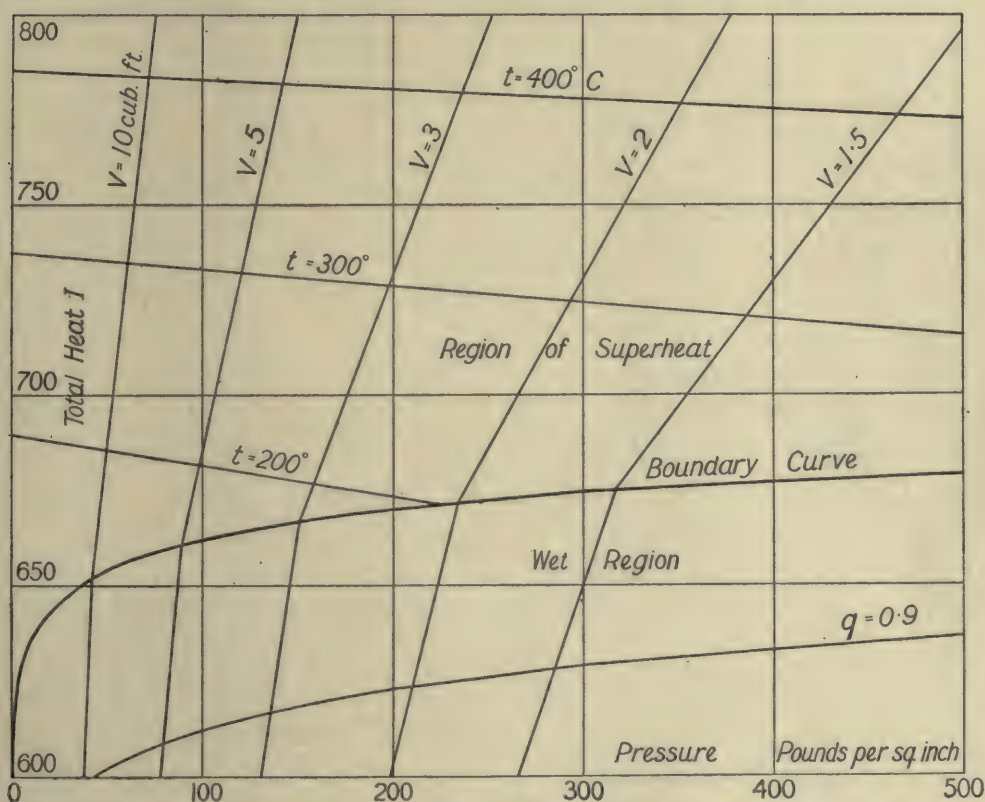 800
t = 400° C
V = 10 cub. ft.
V = 5
V = 3
V = 2
V = 1·5
750
t = 300°
Total Heat I
Region of Superheat
700
t = 200°
Boundary Curve
Wet Region
650
q = 0·9
600
Pressure Pounds per sq. inch
0 100 200 300 400 500